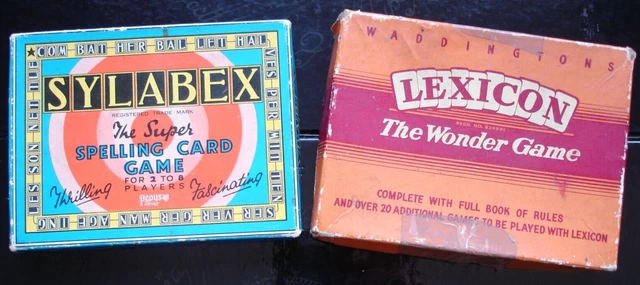 COM BAT HER BAL LET HAL
SYLABEX
REGISTERED TRADE MARK
The Super
SPELLING CARD
GAME
FOR 2 TO 8
PLAYERS
Thrilling
Fascinating
SER VER GER MAN AGE ING
WADDINGTONS
LEXICON
The Wonder Game
COMPLETE WITH FULL BOOK OF RULES
AND OVER 20 ADDITIONAL GAMES TO BE PLAYED WITH LEXICON